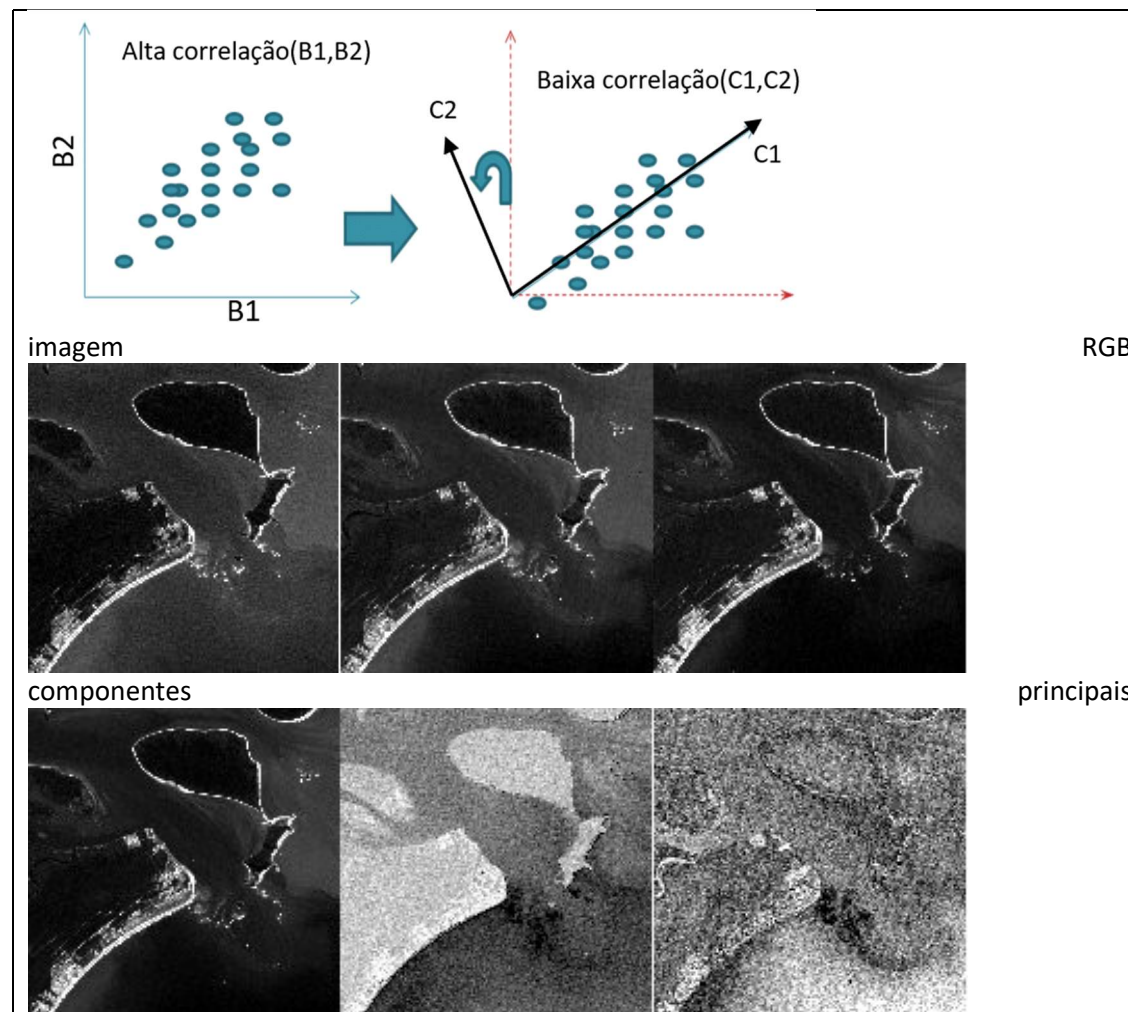 Alta correlação(B1,B2)
B2
B1
Baixa correlação(C1,C2)
C2
C1
imagem RGB
componentes principais